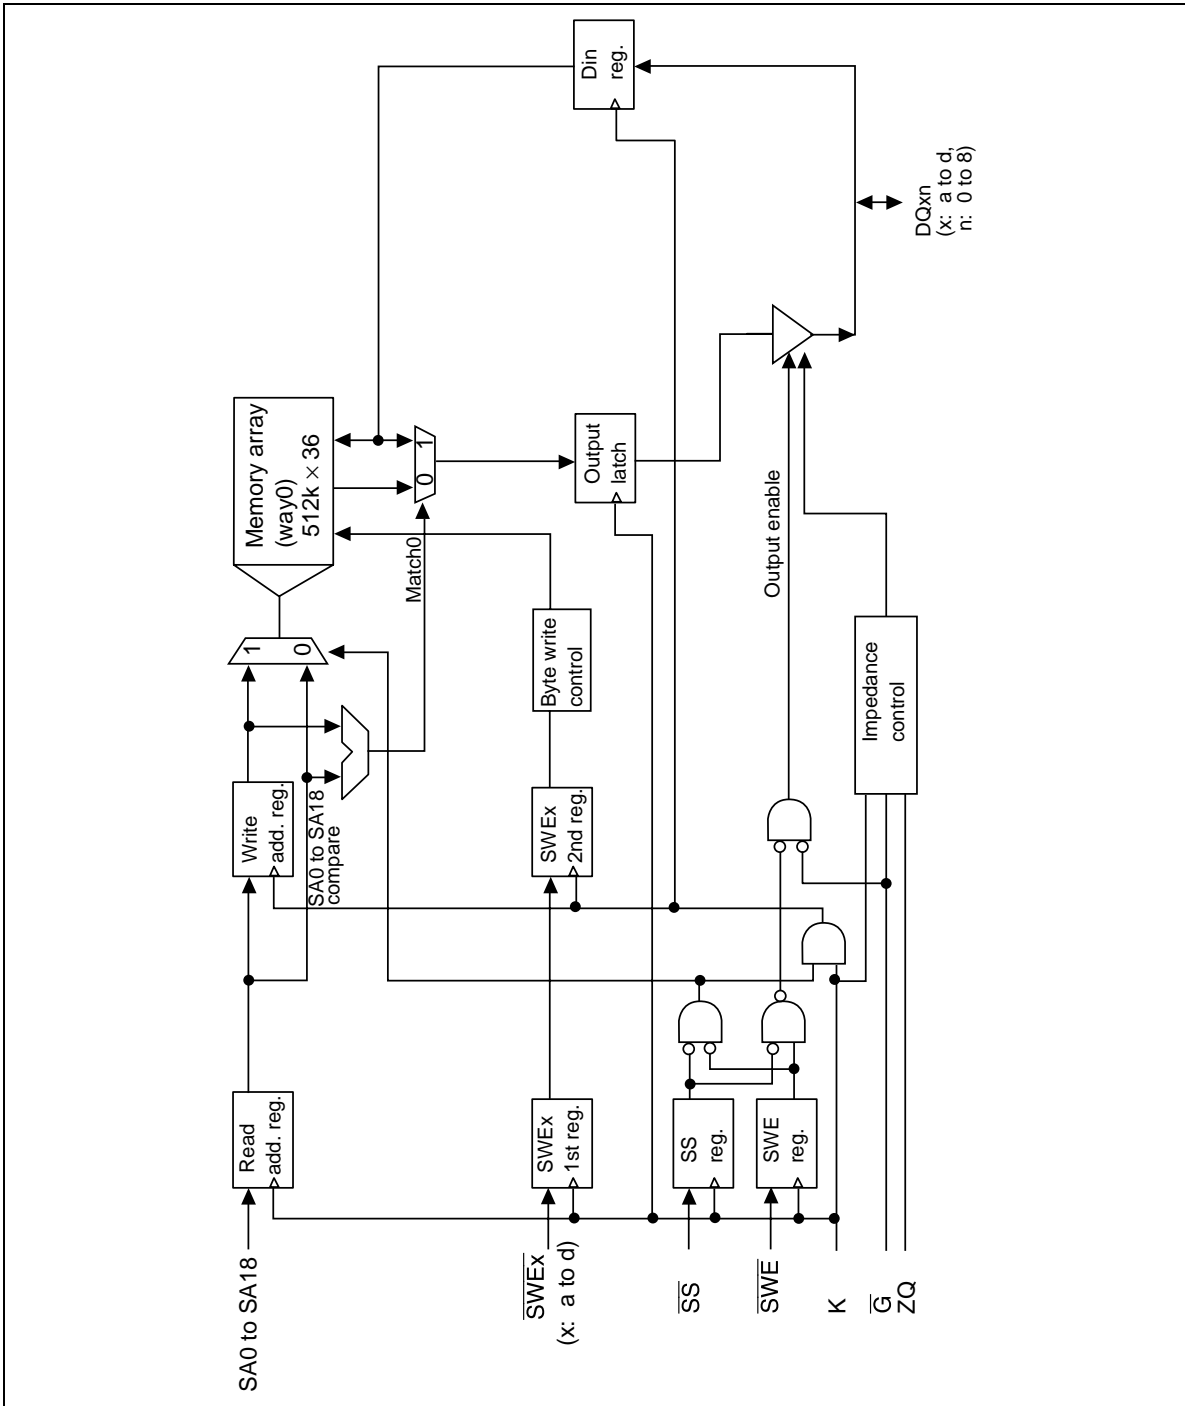 SA0 to SA18
Read
add. reg.
Write
add. reg.
SA0 to SA18
compare
1
0
Memory array
(way0)
512k × 36
Match0
0 1
SWEx
(x: a to d)
SWEx
1st reg.
SWEx
2nd reg.
Byte write
control
Output
latch
Din
reg.
SS
SS
reg.
SWE
SWE
reg.
K
G
ZQ
Impedance
control
Output enable
DQxn
(x: a to d,
n: 0 to 8)